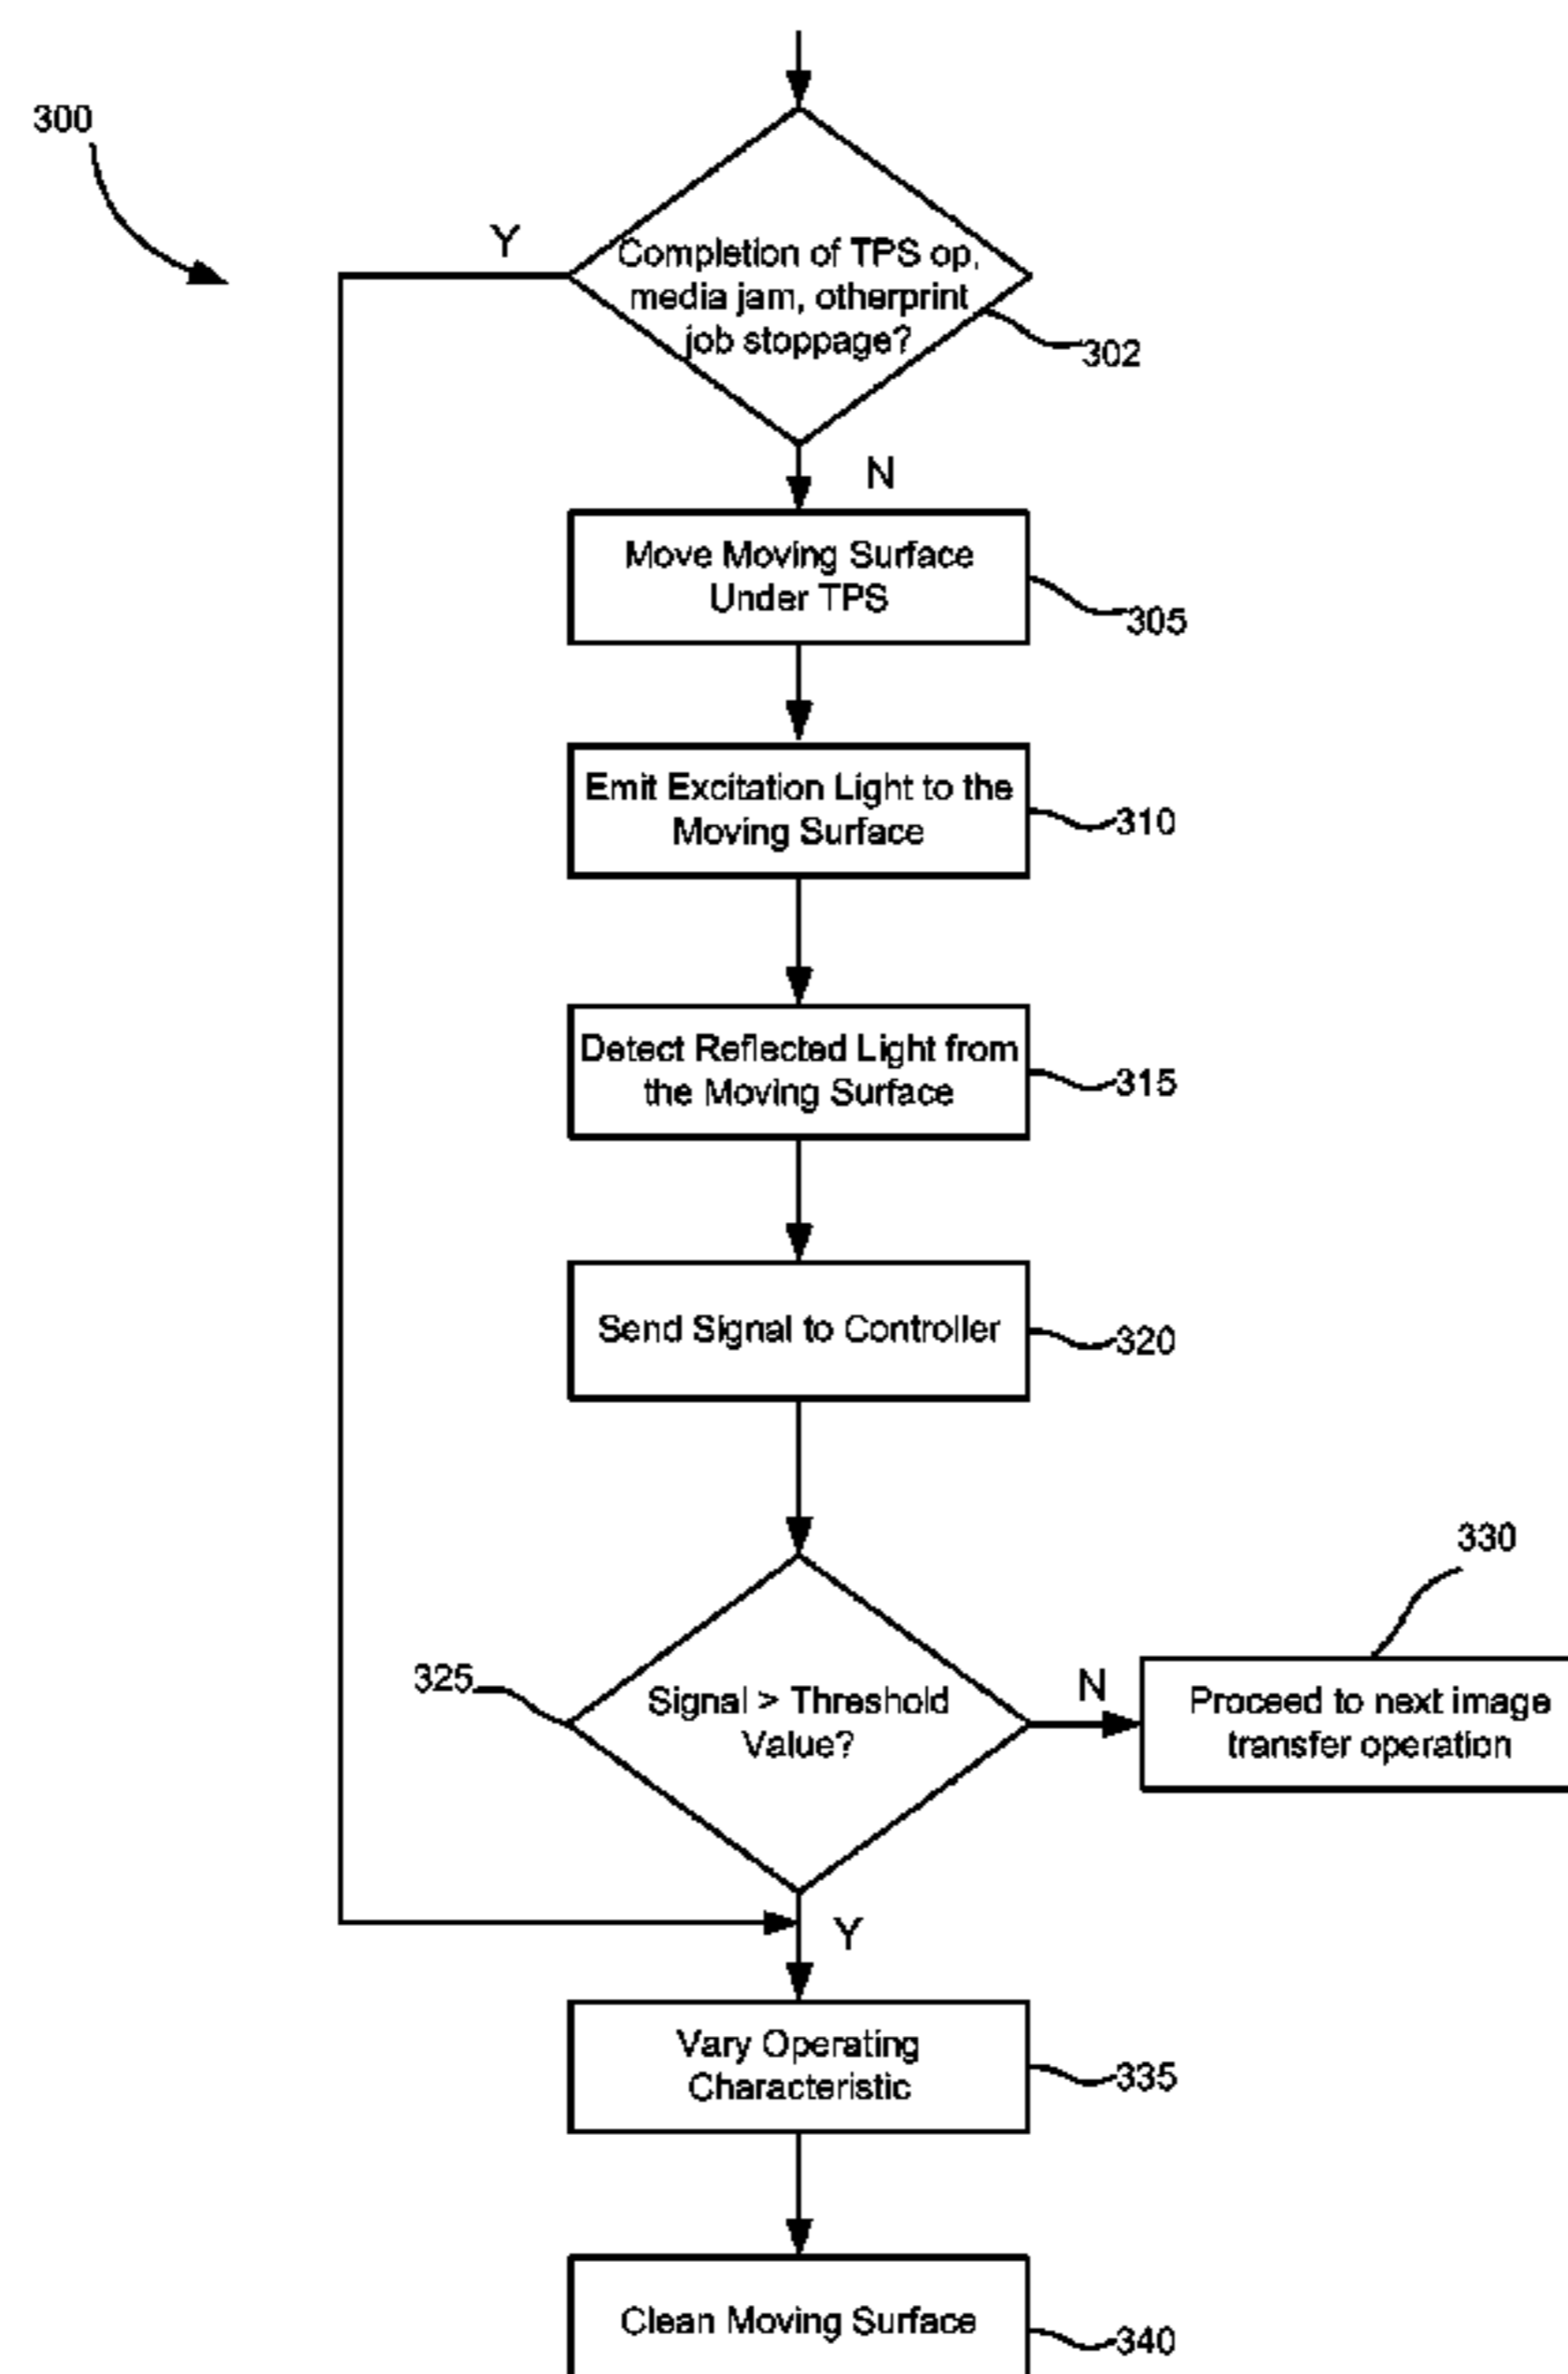 300
Y
Completion of TPS op,
media jam, otherprint
job stoppage?
302
N
Move Moving Surface
Under TPS
305
Emit Excitation Light to the
Moving Surface
310
Detect Reflected Light from
the Moving Surface
315
Send Signal to Controller
320
325
Signal > Threshold
Value?
N
330
Proceed to next image
transfer operation
Y
Vary Operating
Characteristic
335
Clean Moving Surface
340